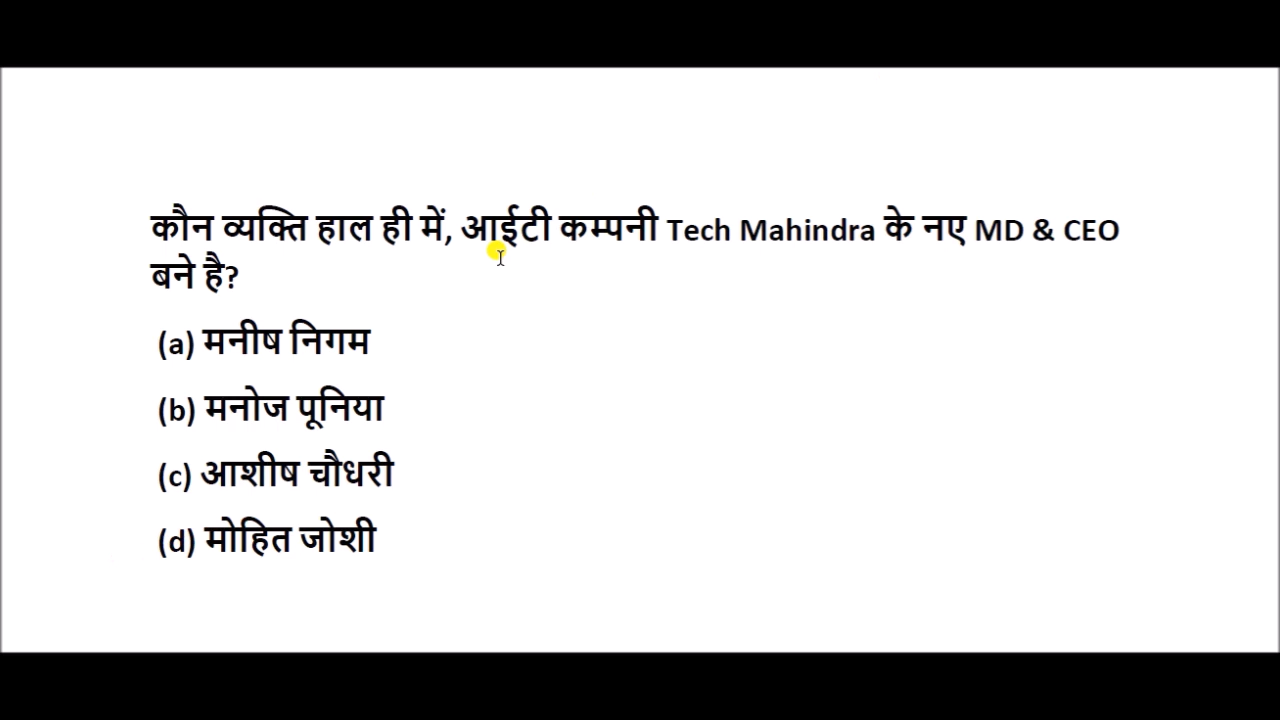 कौन व्यक्ति हाल ही में, आईटी कम्पनी Tech Mahindra के नए MD & CEO
बने है?
(a) मनीष निगम
(b) मनोज पूनिया
(c) आशीष चौधरी
(d) मोहित जोशी